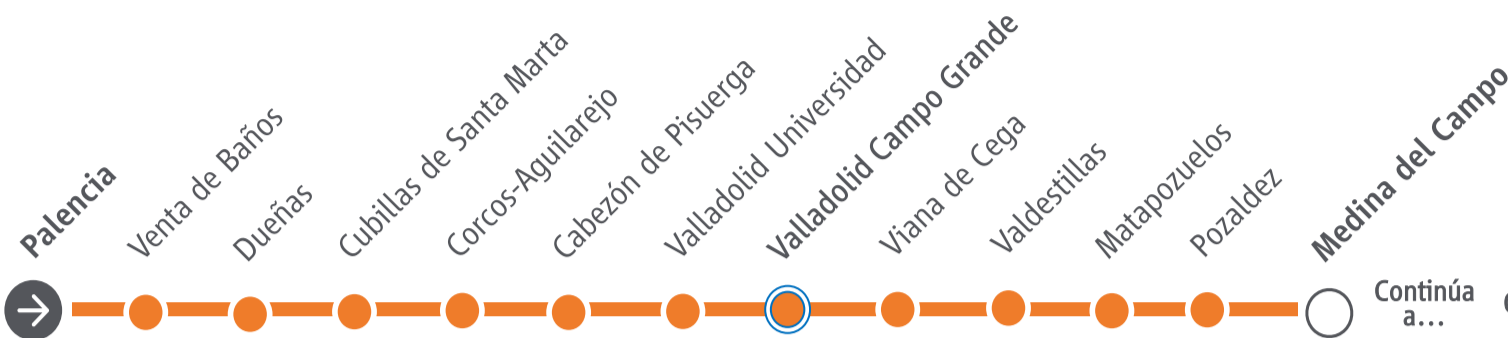 Palencia
Venta de Baños
Dueñas
Cubillas de Santa Marta
Corcos-Aguilarejo
Cabezón de Pisuerga
Valladolid Universidad
Valladolid Campo Grande
Viana de Cega
Valdestillas
Matapozuelos
Pozaldez
Medina del Campo
Continúa
a...